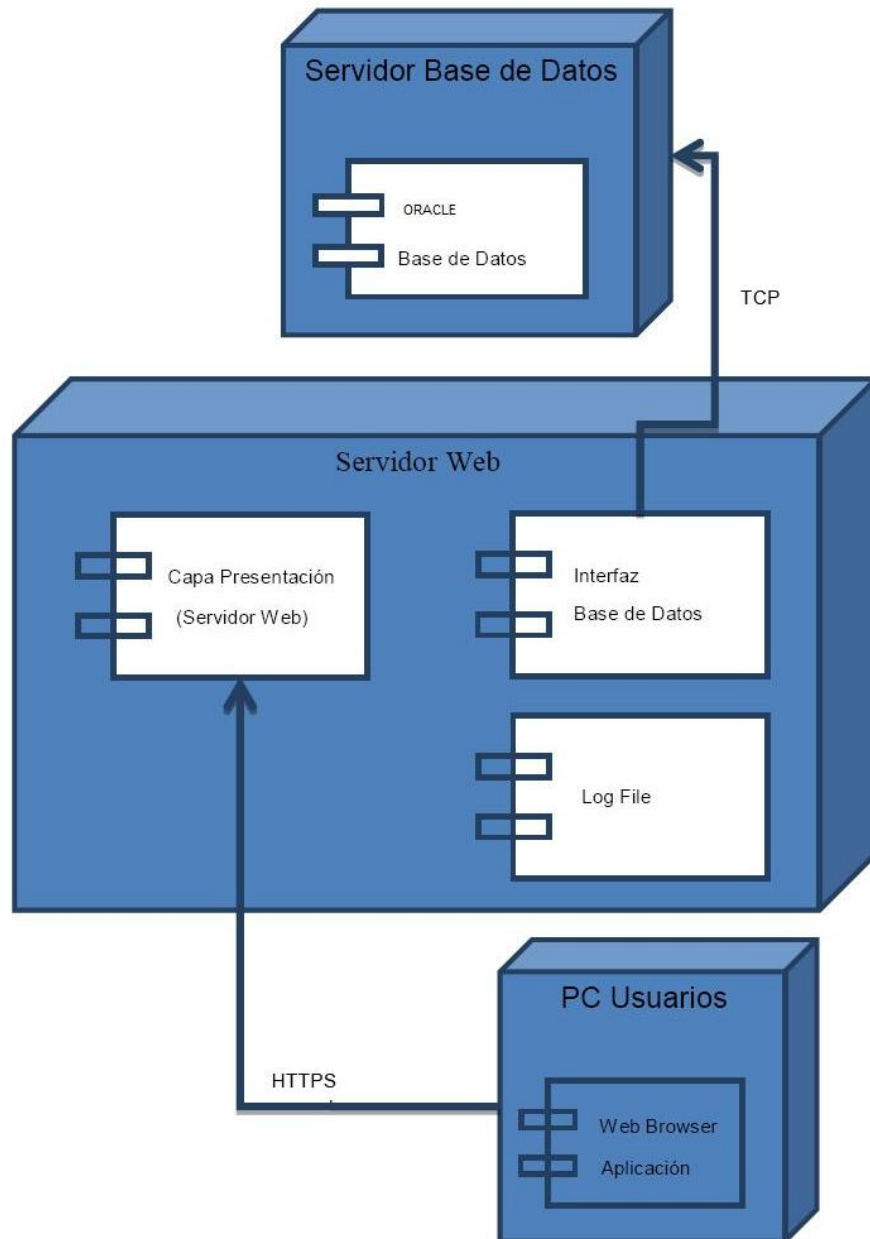 Servidor Base de Datos
ORACLE
Base de Datos
TCP
Servidor Web
Capa Presentación
(Servidor Web)
Interfaz
Base de Datos
Log File
PC Usuarios
HTTPS
Web Browser
Aplicación